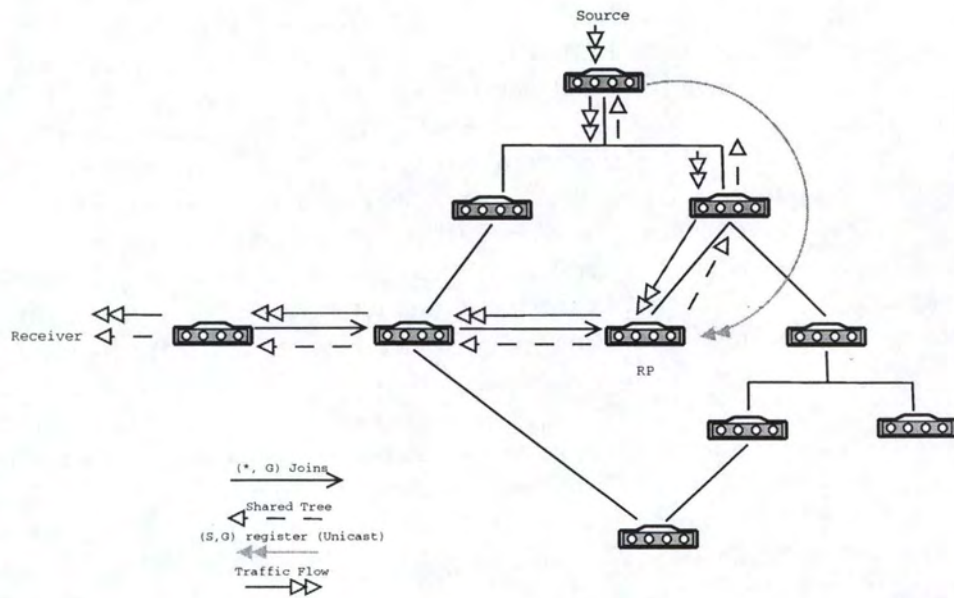 Source
Receiver
RP
(*, G) Joins
Shared Tree
(S,G) register (Unicast)
Traffic Flow